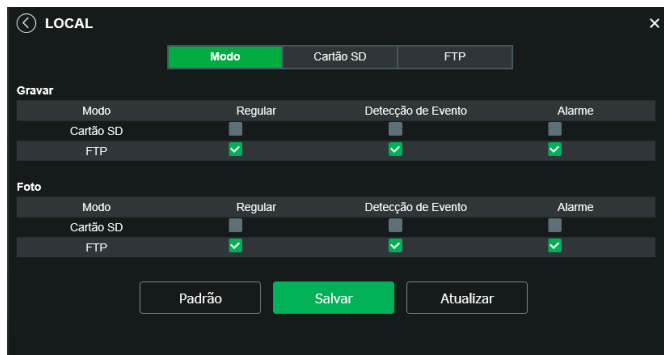 LOCAL
Modo Cartão SD FTP
Gravar
Modo Regular Detecção de Evento Alarme
Cartão SD
FTP
Foto
Modo Regular Detecção de Evento Alarme
Cartão SD
FTP
Padrão Salvar Atualizar